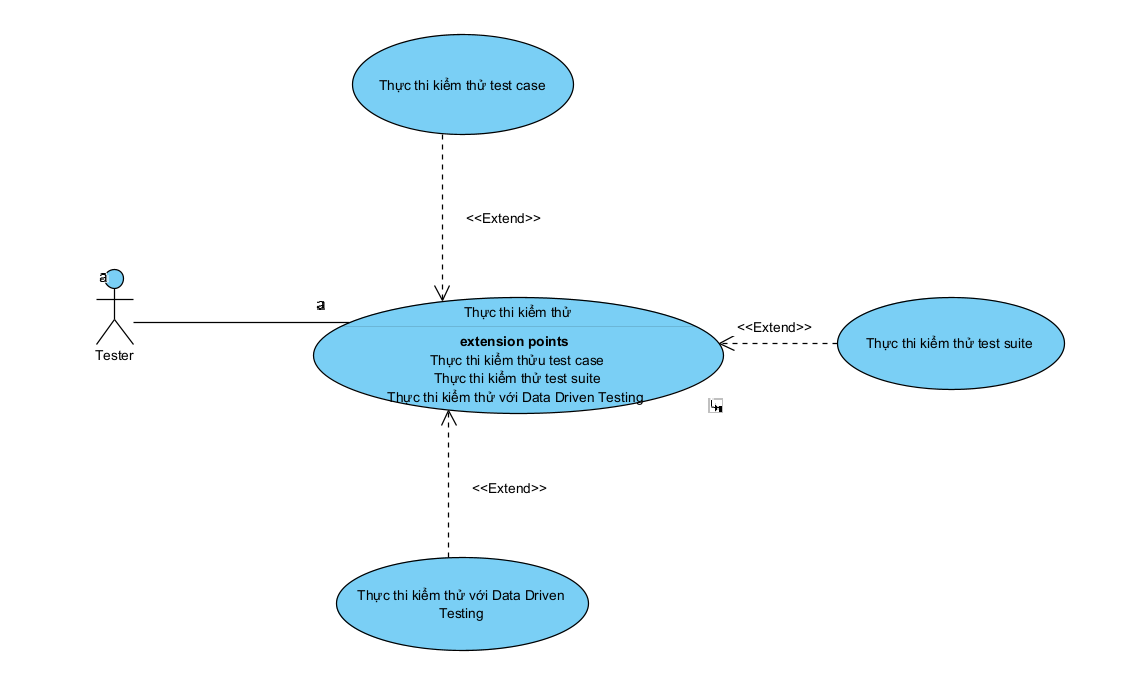 Thực thi kiểm thử test case
<<Extend>>
a
Tester
a
Thực thi kiểm thử
extension points
Thực thi kiểm thửu test case
Thực thi kiểm thử test suite
Thực thi kiểm thử với Data Driven Testing
<<Extend>>
Thực thi kiểm thử test suite
<<Extend>>
Thực thi kiểm thử với Data Driven
Testing